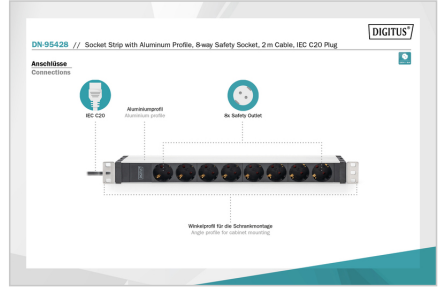 DIGITUS®
DN-95428 // Socket Strip with Aluminum Profile, 8-way Safety Socket, 2 m Cable, IEC C20 Plug
Anschlüsse
Connections
IEC C20
Aluminiumprofil
Aluminum profile
8x Safety Outlet
Winkelprofil für die Schrankmontage
Angle profile for cabinet mounting